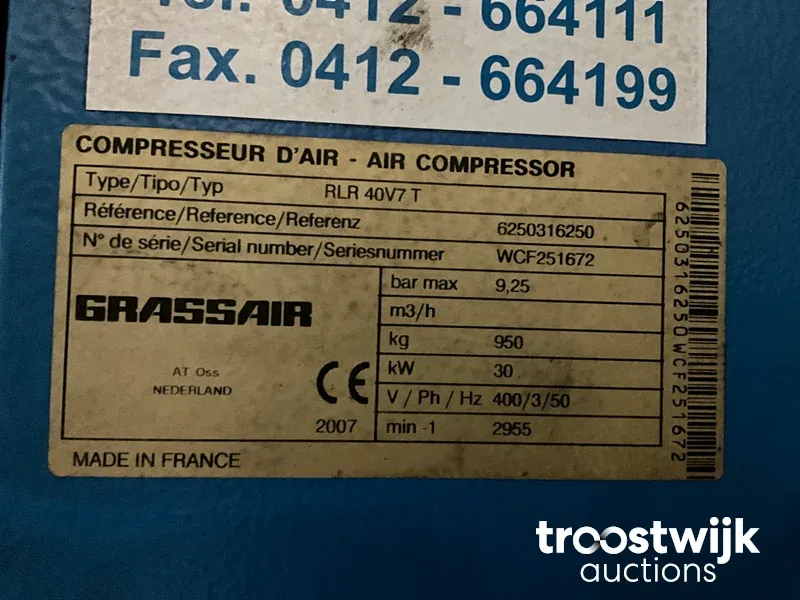 Tel. 0412 - 664111
Fax. 0412 - 664199
COMPRESSEUR D'AIR - AIR COMPRESSOR
Type/Tipo/Typ RLR 40V7 T
Référence/Reference/Referenz 6250316250
N° de série/Serial number/Seriesnummer WCF251672
GRASSAIR
AT Oss
NEDERLAND
CE
2007
bar max 9,25
m3/h
kg 950
kW 30
V / Ph / Hz 400/3/50
min -1 2955
MADE IN FRANCE
6250316250WCF251672
troostwijk
auctions